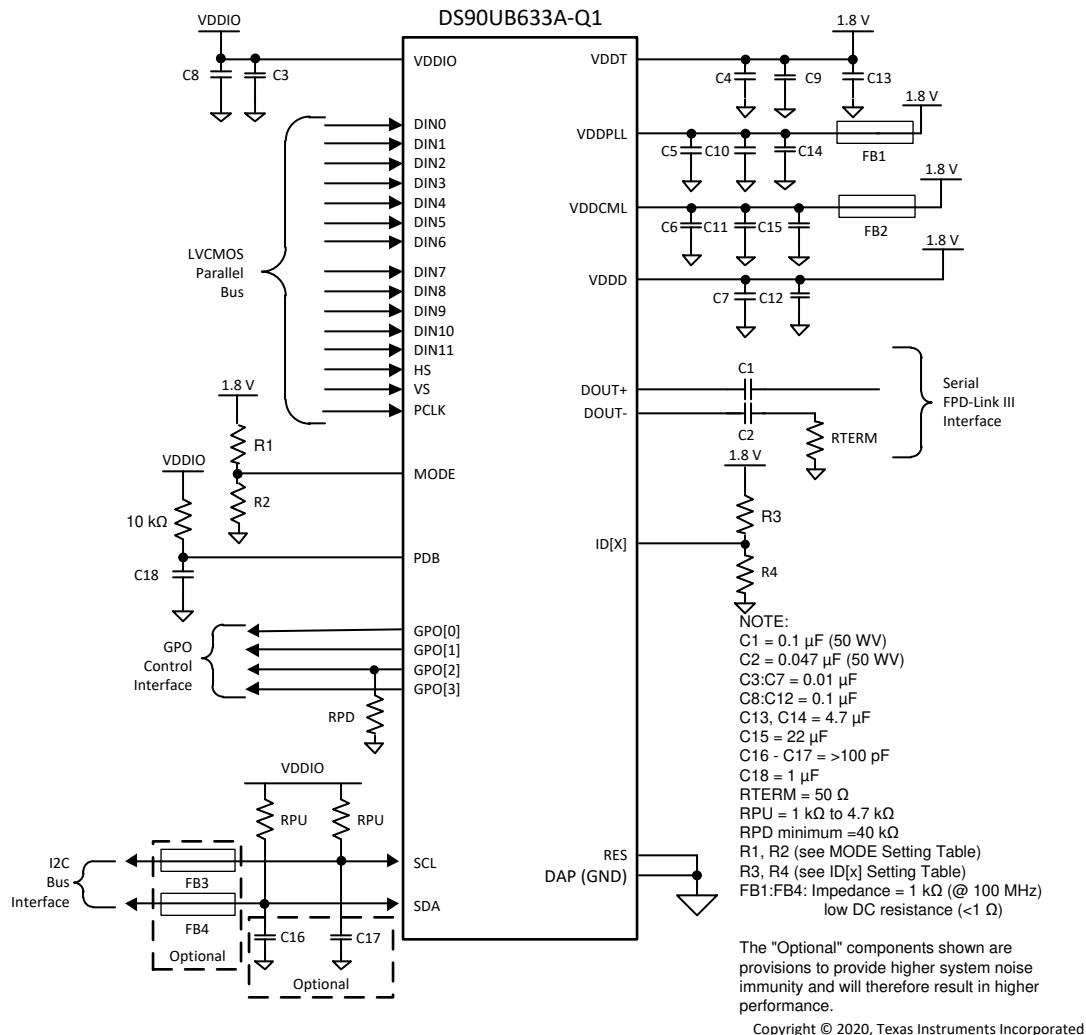 DS90UB633A-Q1
VDDIO
C8
C3
VDDIO
DIN0
DIN1
DIN2
DIN3
DIN4
DIN5
DIN6
DIN7
DIN8
DIN9
DIN10
DIN11
HS
VS
PCLK
LVCMOS
Parallel
Bus
1.8 V
R1
R2
MODE
VDDIO
10 kΩ
C18
PDB
GPO[0]
GPO[1]
GPO[2]
GPO[3]
GPO
Control
Interface
RPD
VDDIO
RPU
RPU
I2C
Bus
Interface
FB3
FB4
Optional
SCL
SDA
C16
C17
Optional
VDDT
1.8 V
C4
C9
C13
VDDPLL
1.8 V
C5
C10
C14
FB1
VDDCML
1.8 V
C6
C11
C15
FB2
VDDD
1.8 V
C7
C12
DOUT+
DOUT-
C1
C2
RTERM
Serial
FPD-Link III
Interface
1.8 V
R3
ID[X]
R4
RES
DAP (GND)
NOTE:
C1 = 0.1 µF (50 WV)
C2 = 0.047 µF (50 WV)
C3:C7 = 0.01 µF
C8:C12 = 0.1 µF
C13, C14 = 4.7 µF
C15 = 22 µF
C16 - C17 = >100 pF
C18 = 1 µF
RTERM = 50 Ω
RPU = 1 kΩ to 4.7 kΩ
RPD minimum =40 kΩ
R1, R2 (see MODE Setting Table)
R3, R4 (see ID[x] Setting Table)
FB1:FB4: Impedance = 1 kΩ (@ 100 MHz)
low DC resistance (<1 Ω)
The "Optional" components shown are
provisions to provide higher system noise
immunity and will therefore result in higher
performance.
Copyright © 2020, Texas Instruments Incorporated